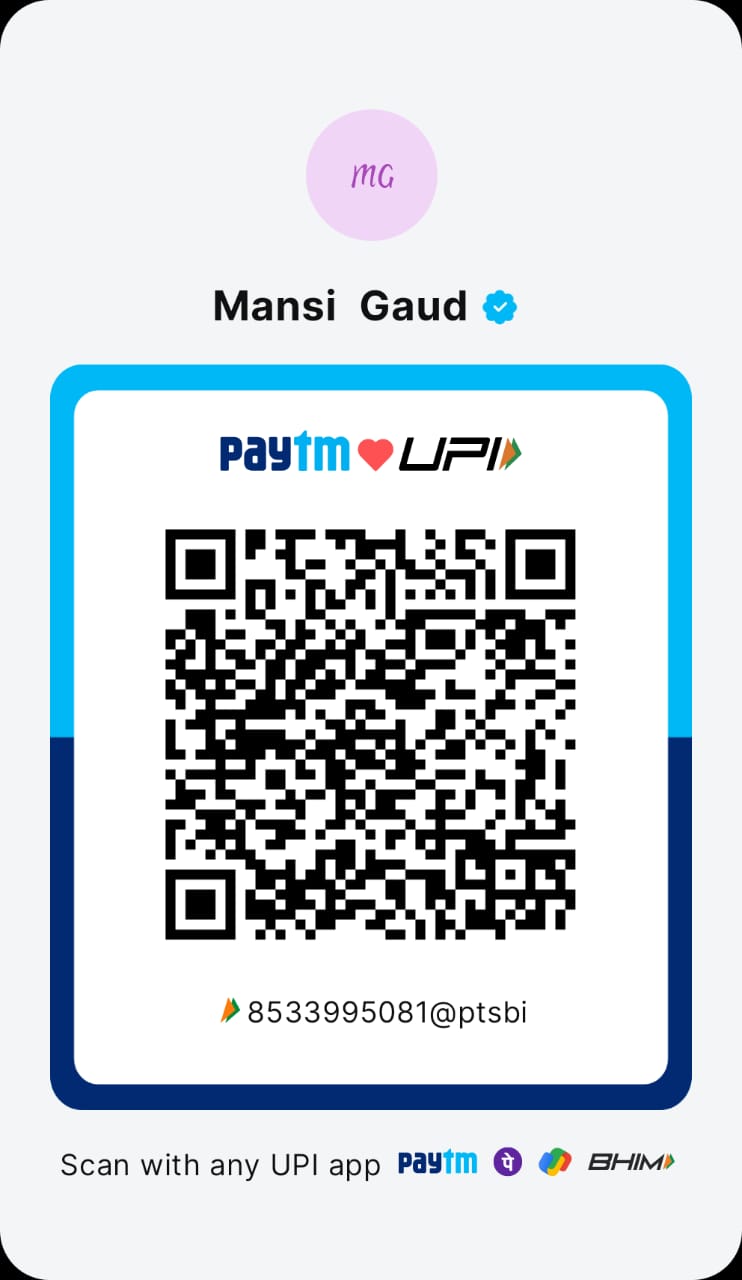 MG
Mansi Gaud
paytm UPI
8533995081@ptsbi
Scan with any UPI app paytm पे BHIM